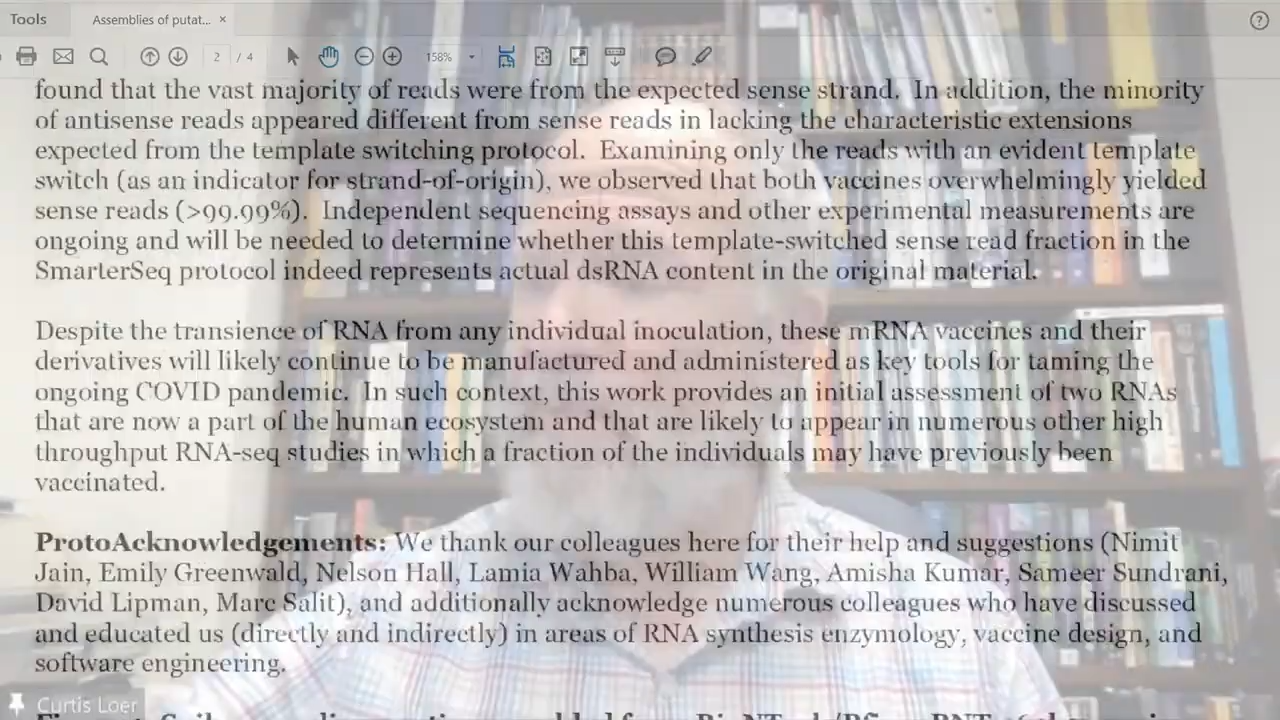 Tools
Assemblies of putat... ×
2 / 4
158%
found that the vast majority of reads were from the expected sense strand. In addition, the minority
of antisense reads appeared different from sense reads in lacking the characteristic extensions
expected from the template switching protocol. Examining only the reads with an evident template
switch (as an indicator for strand-of-origin), we observed that both vaccines overwhelmingly yielded
sense reads (>99.99%). Independent sequencing assays and other experimental measurements are
ongoing and will be needed to determine whether this template-switched sense read fraction in the
SmarterSeq protocol indeed represents actual dsRNA content in the original material.
Despite the transience of RNA from any individual inoculation, these mRNA vaccines and their
derivatives will likely continue to be manufactured and administered as key tools for taming the
ongoing COVID pandemic. In such context, this work provides an initial assessment of two RNAs
that are now a part of the human ecosystem and that are likely to appear in numerous other high
throughput RNA-seq studies in which a fraction of the individuals may have previously been
vaccinated.
ProtoAcknowledgements: We thank our colleagues here for their help and suggestions (Nimit
Jain, Emily Greenwald, Nelson Hall, Lamia Wahba, William Wang, Amisha Kumar, Sameer Sundrani,
David Lipman, Marc Salit), and additionally acknowledge numerous colleagues who have discussed
and educated us (directly and indirectly) in areas of RNA synthesis enzymology, vaccine design, and
software engineering.
Curtis Loer